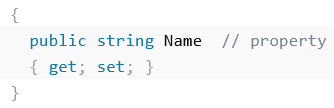 {
public string Name  // property
{ get; set; }
}